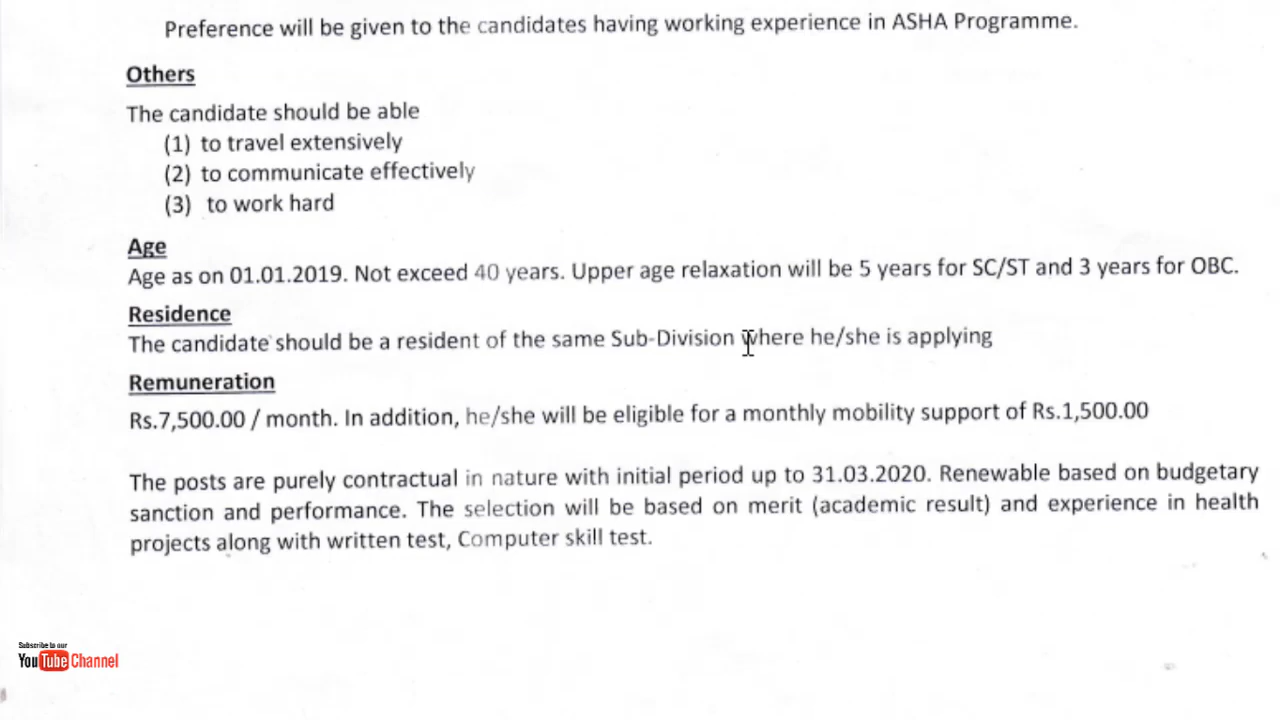 Preference will be given to the candidates having working experience in ASHA Programme.
Others
The candidate should be able
(1) to travel extensively
(2) to communicate effectively
(3) to work hard
Age
Age as on 01.01.2019. Not exceed 40 years. Upper age relaxation will be 5 years for SC/ST and 3 years for OBC.
Residence
The candidate should be a resident of the same Sub-Division where he/she is applying
Remuneration
Rs.7,500.00 / month. In addition, he/she will be eligible for a monthly mobility support of Rs.1,500.00
The posts are purely contractual in nature with initial period up to 31.03.2020. Renewable based on budgetary
sanction and performance. The selection will be based on merit (academic result) and experience in health
projects along with written test, Computer skill test.
Subscribe to our
YouTube Channel